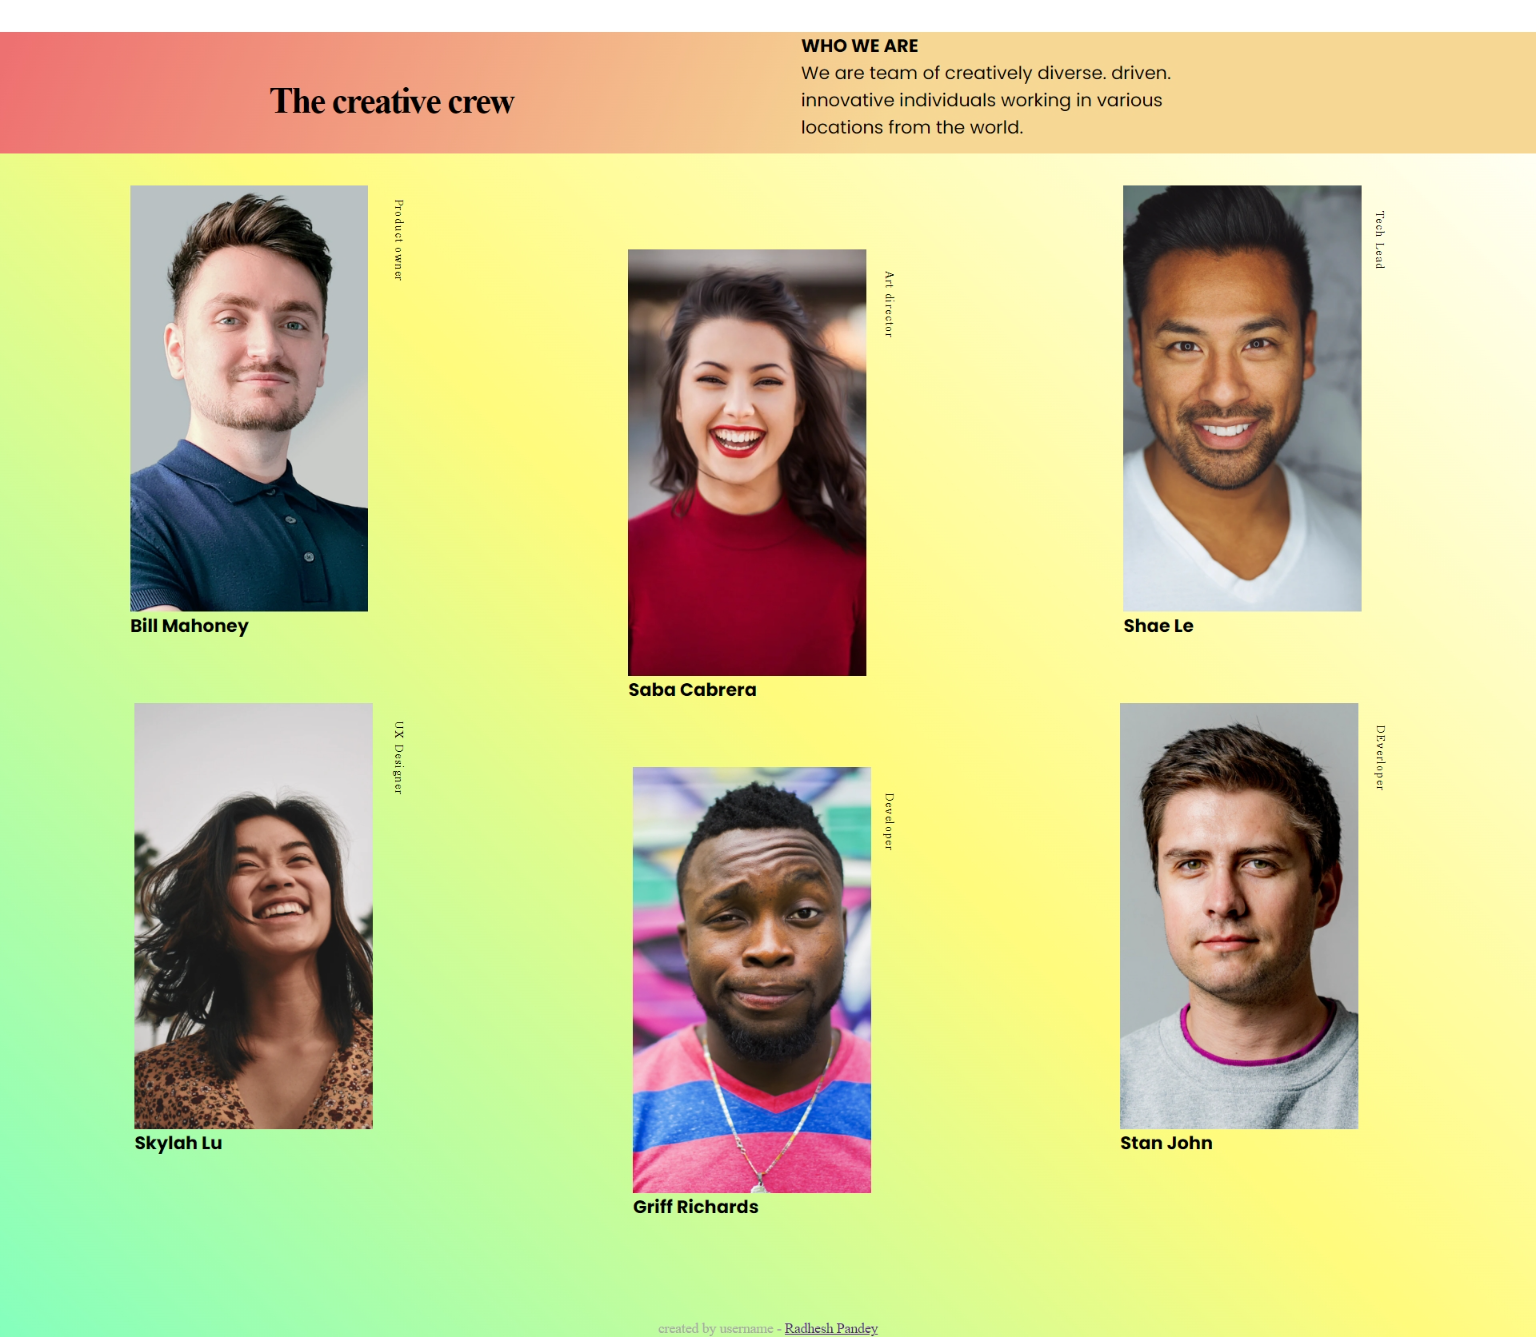 The creative crew
WHO WE ARE
We are team of creatively diverse. driven.
innovative individuals working in various
locations from the world.
Product owner
Bill Mahoney
Art director
Saba Cabrera
Tech Lead
Shae Le
UX Designer
Skylah Lu
Developer
Griff Richards
DEverloper
Stan John
created by username - Radhesh Pandey